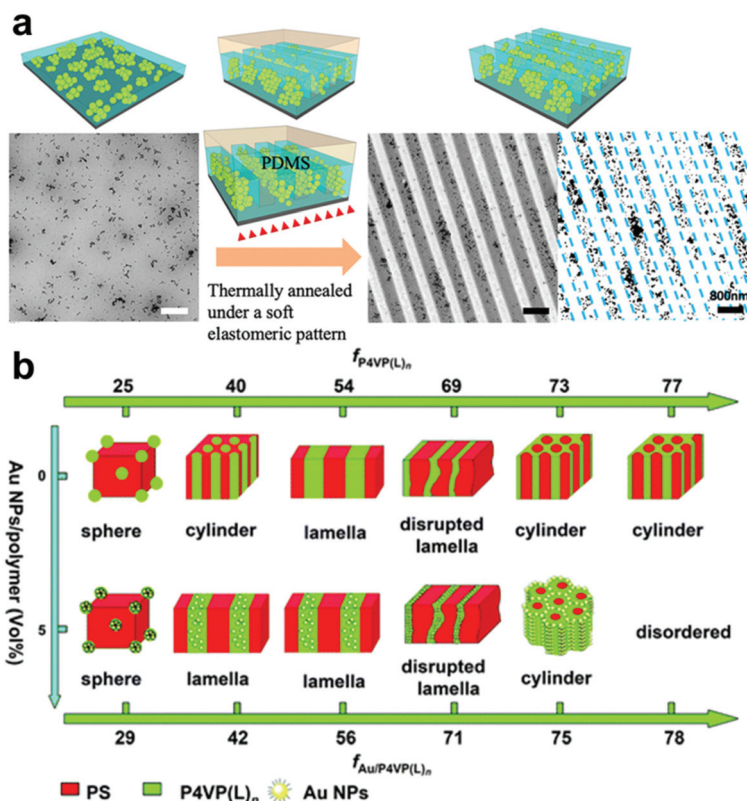 a
PDMS
Thermally annealed
under a soft
elastomeric pattern
800nm
b
fP4VP(L)n
25 40 54 69 73 77
Au NPs/polymer (Vol%)
0
sphere cylinder lamella disrupted lamella cylinder cylinder
5
sphere lamella lamella disrupted lamella cylinder disordered
29 42 56 71 75 78
fAu/P4VP(L)n
PS P4VP(L)n Au NPs